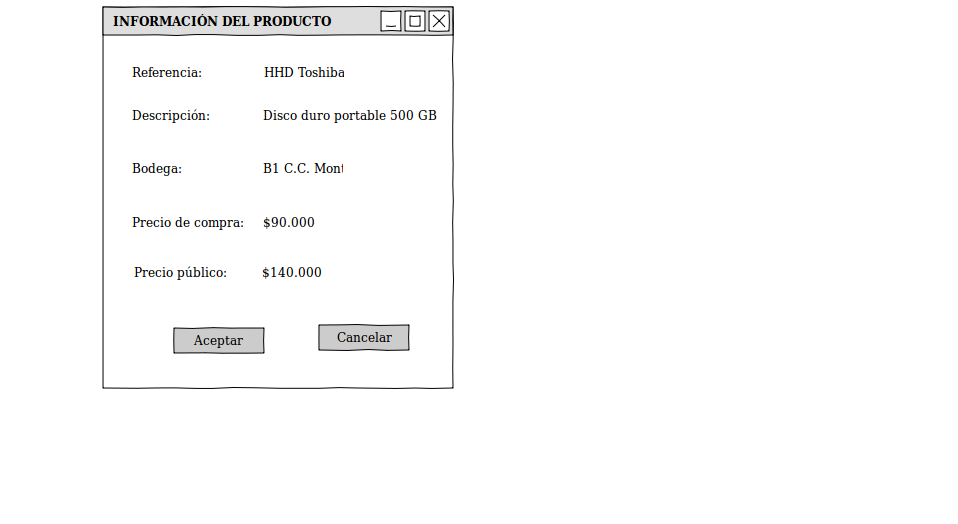 INFORMACIÓN DEL PRODUCTO
Referencia: HHD Toshiba
Descripción: Disco duro portable 500 GB
Bodega: B1 C.C.
Precio de compra: $90.000
Precio público: $140.000
Aceptar Cancelar